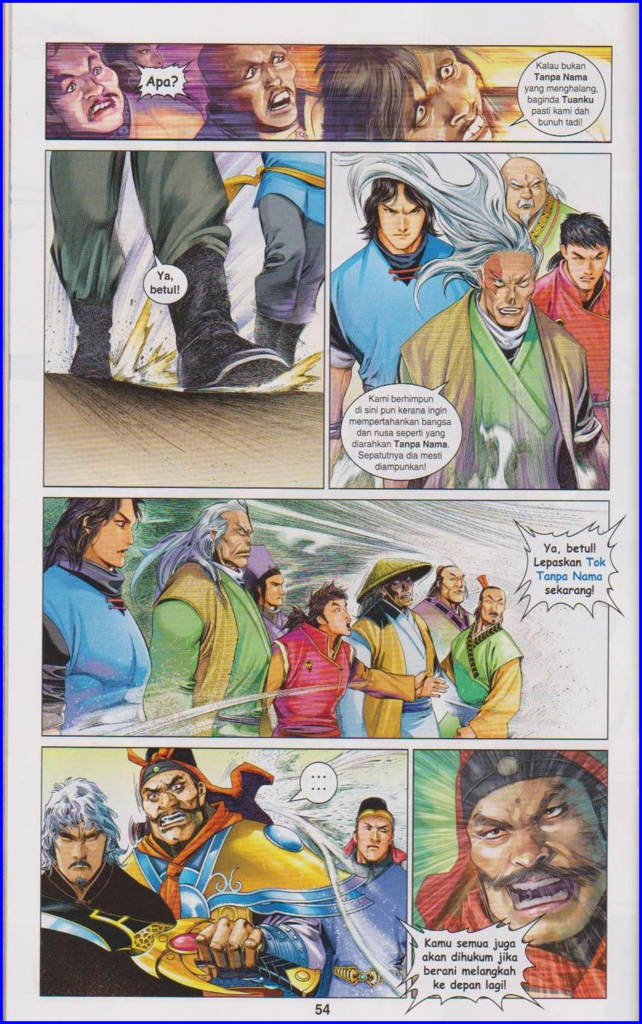 Apa?
Kalau bukan
Tanpa Nama
yang menghalang,
baginda Tuanku
pasti kami dah
bunuh tadi!
Ya,
betul!
Kami berhimpun
di sini pun kerana ingin
mempertahankan bangsa
dan nusa seperti yang
diarahkan Tanpa Nama.
Sepatutnya dia mesti
diampunkan!
Ya, betul!
Lepaskan Tok
Tanpa Nama
sekarang!
...
...
Kamu semua juga
akan dihukum jika
berani melangkah
ke depan lagi!
54